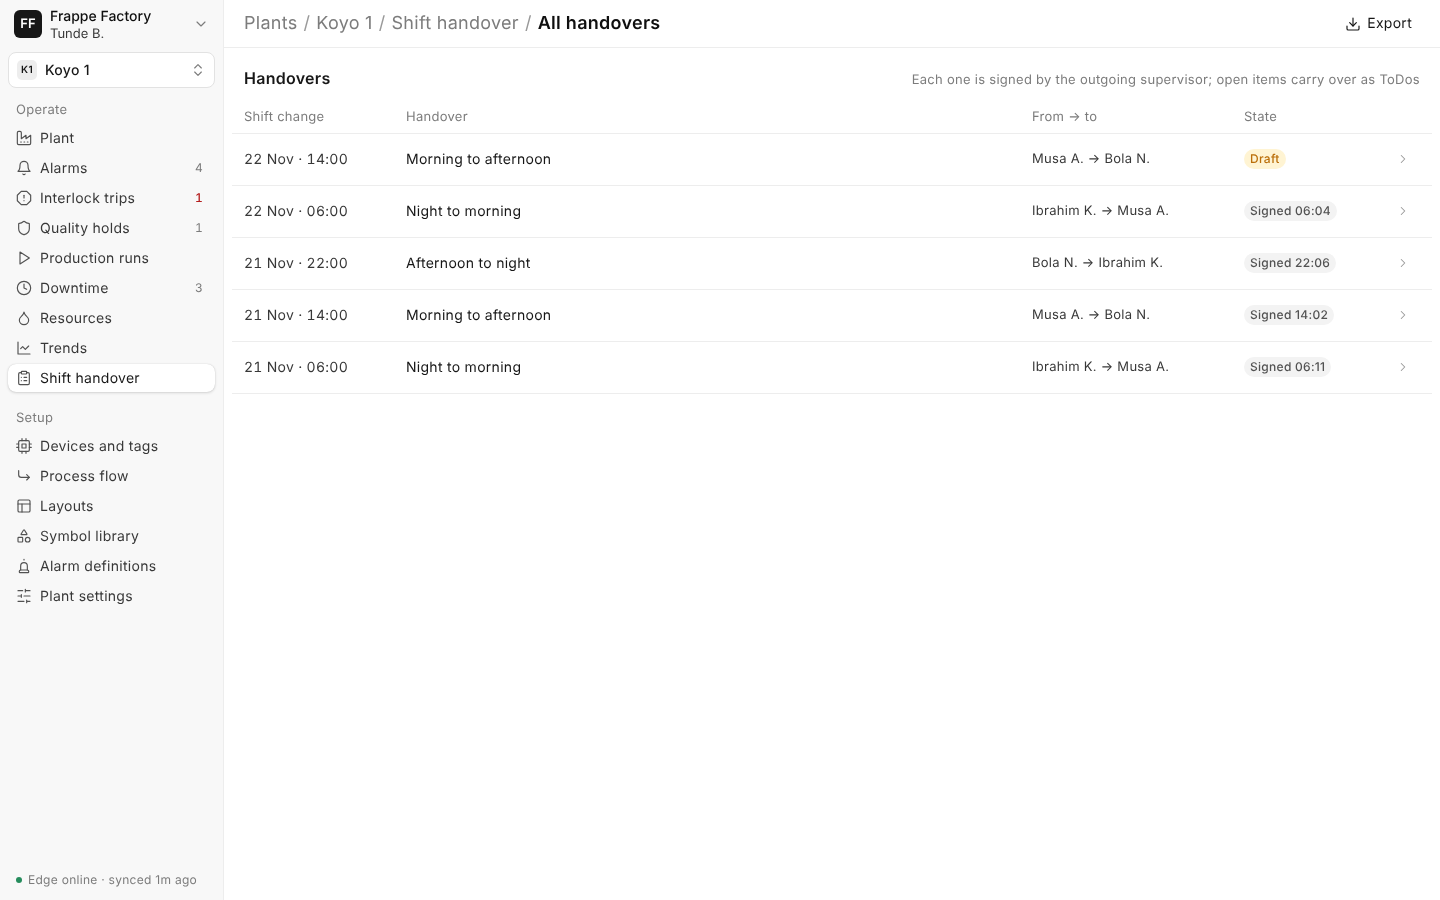 FF
Frappe Factory
Tunde B.
K1 Koyo 1
Operate
Plant
Alarms 4
Interlock trips 1
Quality holds 1
Production runs
Downtime 3
Resources
Trends
Shift handover
Setup
Devices and tags
Process flow
Layouts
Symbol library
Alarm definitions
Plant settings
Edge online · synced 1m ago
Plants / Koyo 1 / Shift handover / All handovers
Export
Handovers
Each one is signed by the outgoing supervisor; open items carry over as ToDos
Shift change Handover From → to State
22 Nov · 14:00 Morning to afternoon Musa A. → Bola N. Draft
22 Nov · 06:00 Night to morning Ibrahim K. → Musa A. Signed 06:04
21 Nov · 22:00 Afternoon to night Bola N. → Ibrahim K. Signed 22:06
21 Nov · 14:00 Morning to afternoon Musa A. → Bola N. Signed 14:02
21 Nov · 06:00 Night to morning Ibrahim K. → Musa A. Signed 06:11